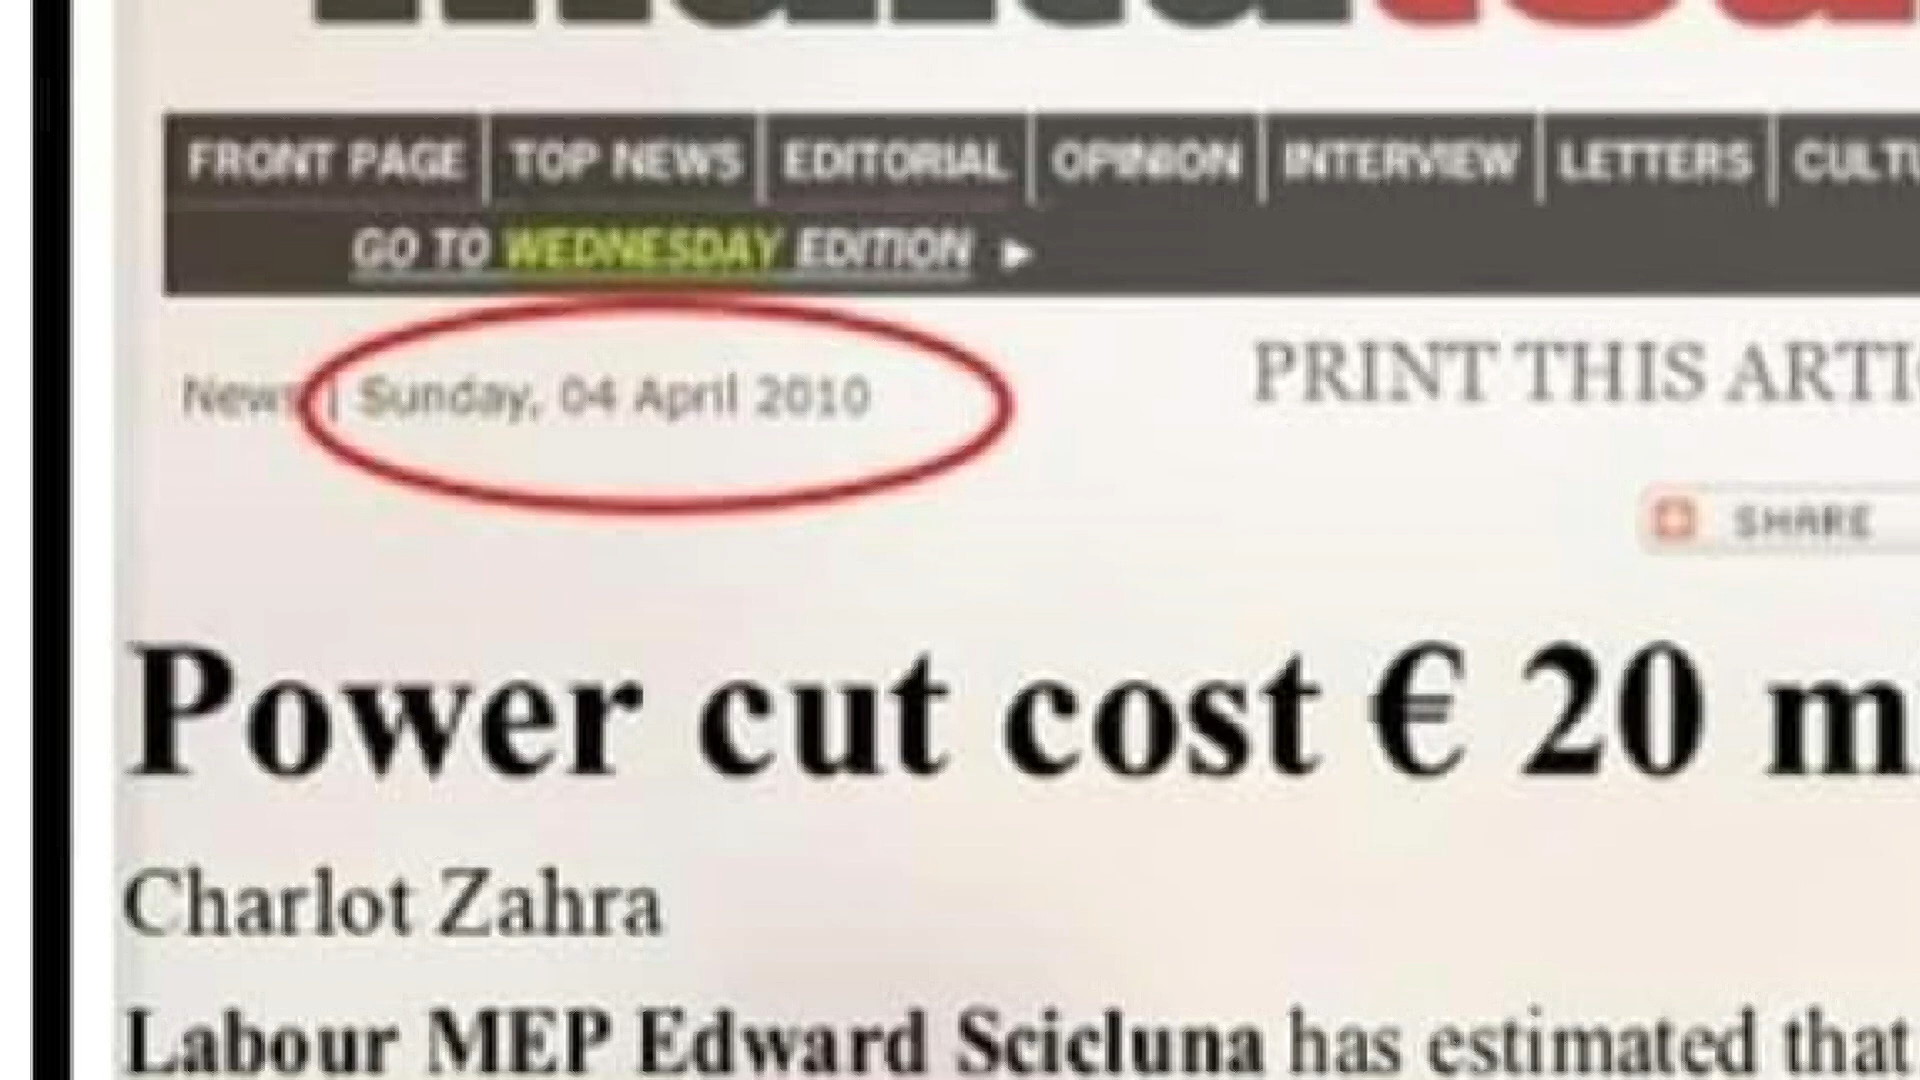 FRONT PAGE TOP NEWS EDITORIAL OPINION INTERVIEW LETTERS
GO TO WEDNESDAY EDITION
News | Sunday, 04 April 2010
PRINT THIS
SHARE
Power cut cost € 20
Charlot Zahra
Labour MEP Edward Scicluna has estimated that